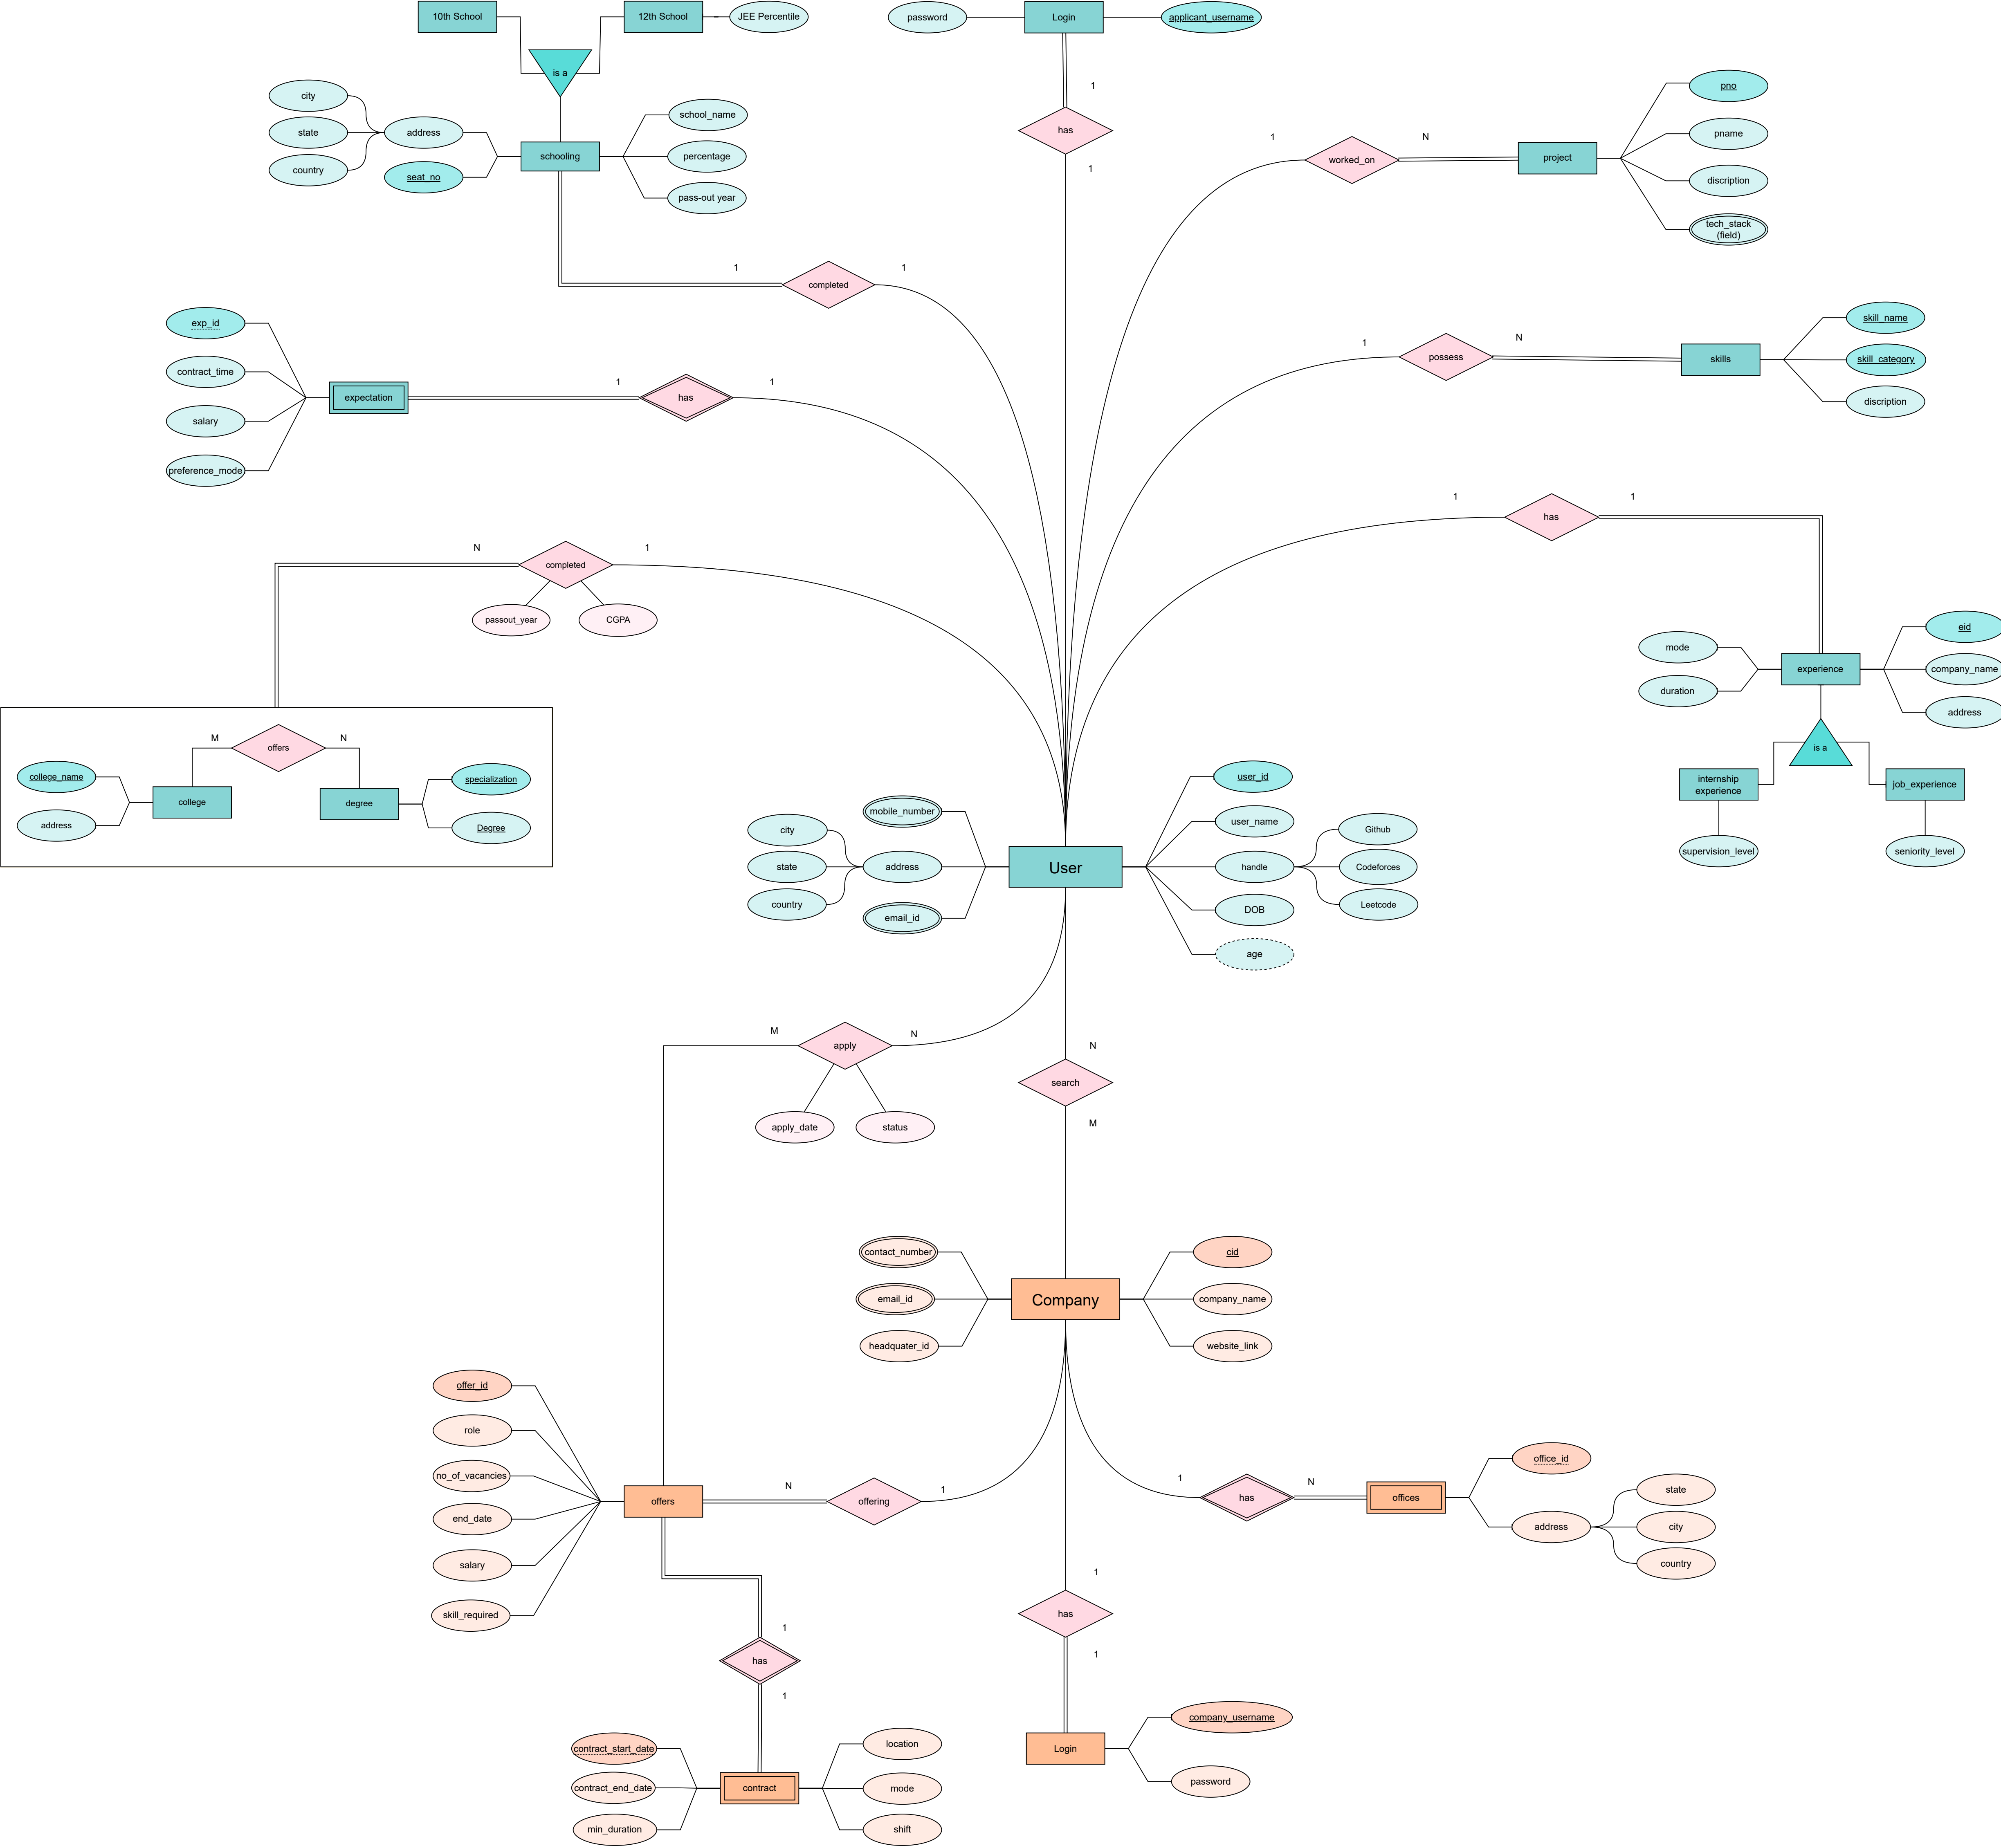 10th School
12th School
JEE Percentile
password
Login
applicant_username
is a
city
state
country
address
seat_no
schooling
school_name
percentage
pass-out year
1
has
1
1
worked_on
N
project
pno
pname
discription
tech_stack
(field)
1
completed
1
exp_id
contract_time
salary
preference_mode
expectation
1
has
1
1
possess
N
skills
skill_name
skill_category
discription
1
has
1
N
completed
1
passout_year
CGPA
mode
duration
experience
eid
company_name
address
is a
internship
experience
job_experience
supervision_level
seniority_level
M
offers
N
college_name
address
college
degree
specialization
Degree
mobile_number
city
state
country
address
email_id
User
user_id
user_name
handle
DOB
age
Github
Codeforces
Leetcode
M
apply
N
apply_date
status
N
search
M
contact_number
email_id
headquater_id
Company
cid
company_name
website_link
offer_id
role
no_of_vacancies
end_date
salary
skill_required
offers
N
offering
1
1
has
N
offices
office_id
address
state
city
country
1
has
1
1
has
1
Login
company_username
password
contract_start_date
contract_end_date
min_duration
contract
location
mode
shift